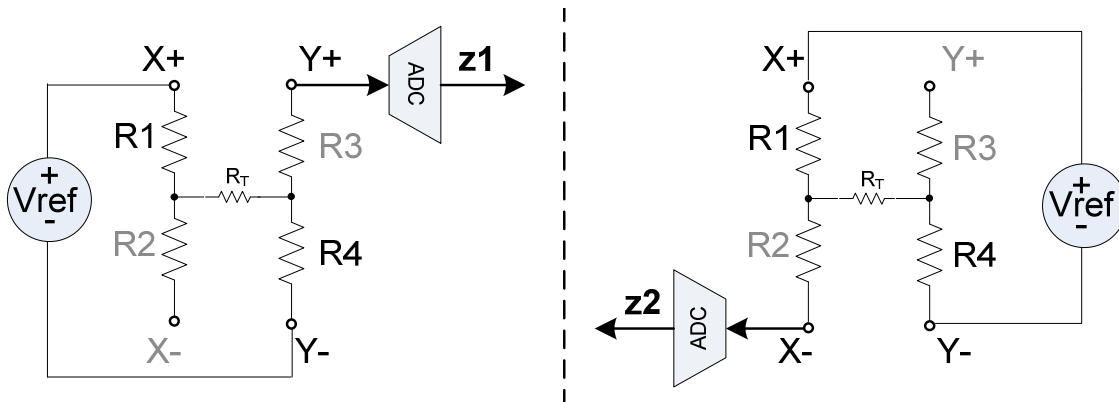 X+
Y+
ADC
z1
R1
R3
RT
+
Vref
-
R2
R4
X-
Y-
X+
Y+
R1
R3
RT
+
Vref
-
R2
R4
z2
ADC
X-
Y-